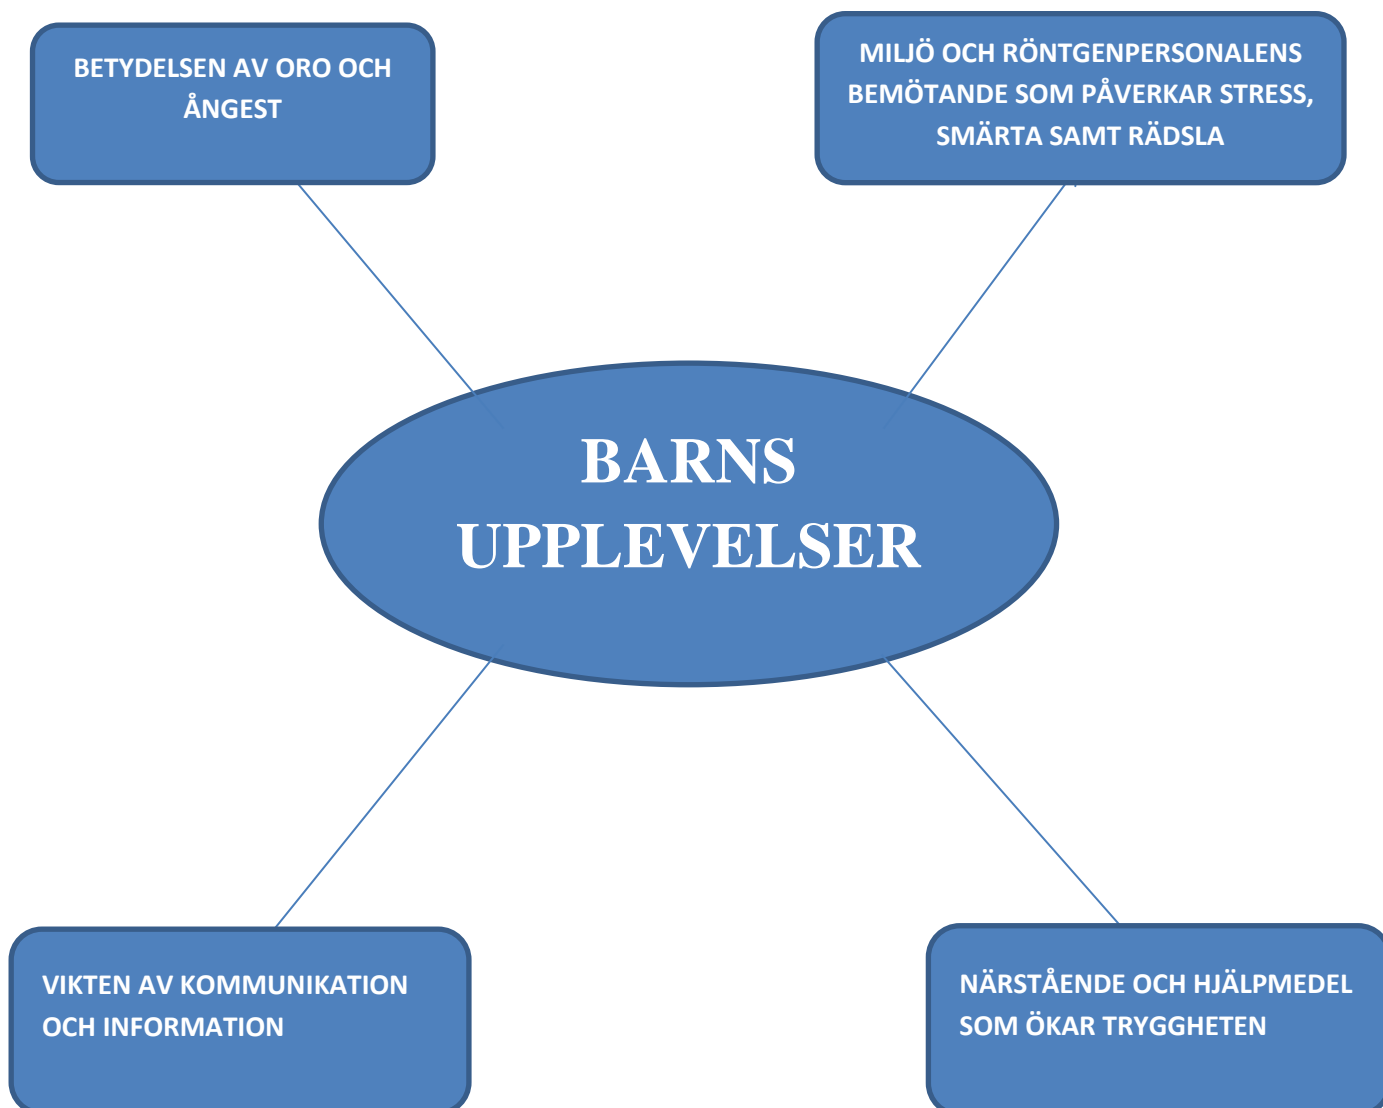 BETYDELSEN AV ORO OCH
ÅNGEST
MILJÖ OCH RÖNTGENPERSONALENS
BEMÖTANDE SOM PÅVERKAR STRESS,
SMÄRTA SAMT RÄDSLA
BARNS
UPPLEVELSER
VIKTEN AV KOMMUNIKATION
OCH INFORMATION
NÄRSTÅENDE OCH HJÄLPMEDEL
SOM ÖKAR TRYGGHETEN